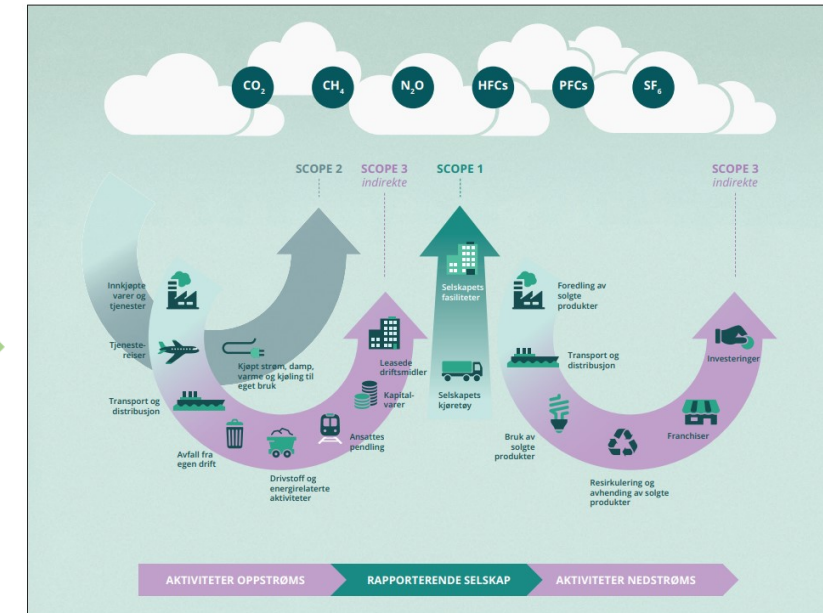 CO₂
CH₄
N₂O
HFCs
PFCs
SF₆
SCOPE 2
SCOPE 3
indirekte
SCOPE 1
SCOPE 3
indirekte
Innkjøpte
varer og
tjenester
Tjeneste-
reiser
Transport og
distribusjon
Avfall fra
egen drift
Drivstoff og
energirelaterte
aktiviteter
Ansattes
pendling
Kapital-
varer
Leasede
driftsmidler
Kjøpt strøm, damp,
varme og kjøling til
eget bruk
Selskapets
fasiliteter
Selskapets
kjøretøy
Foredling av
solgte
produkter
Transport og
distribusjon
Bruk av
solgte
produkter
Resirkulering og
avhending av solgte
produkter
Franchiser
Investeringer
AKTIVITETER OPPSTRØMS
RAPPORTERENDE SELSKAP
AKTIVITETER NEDSTRØMS